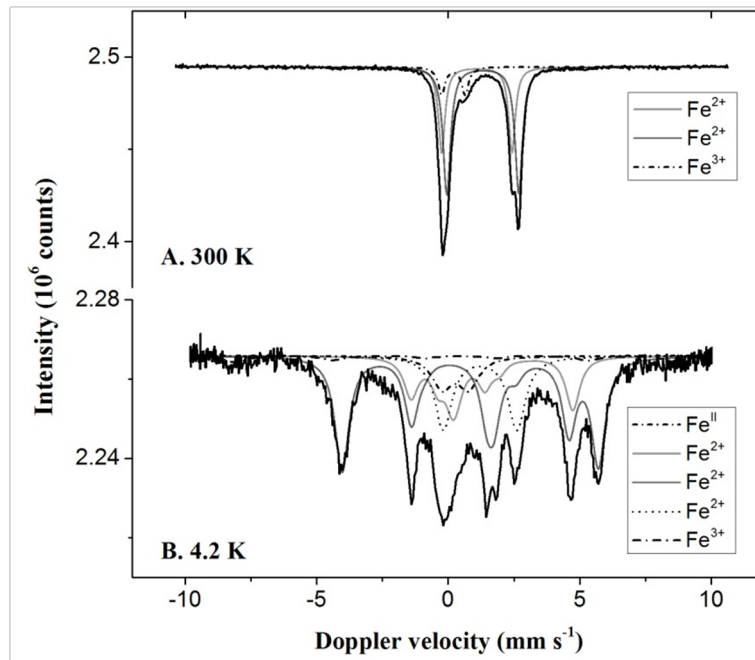 2.5
Fe²⁺
Fe²⁺
Fe³⁺
2.4
A. 300 K
Intensity (10⁶ counts)
2.28
2.24
Feᴵᴵ
Fe²⁺
Fe²⁺
Fe²⁺
Fe³⁺
B. 4.2 K
-10 -5 0 5 10
Doppler velocity (mm s⁻¹)